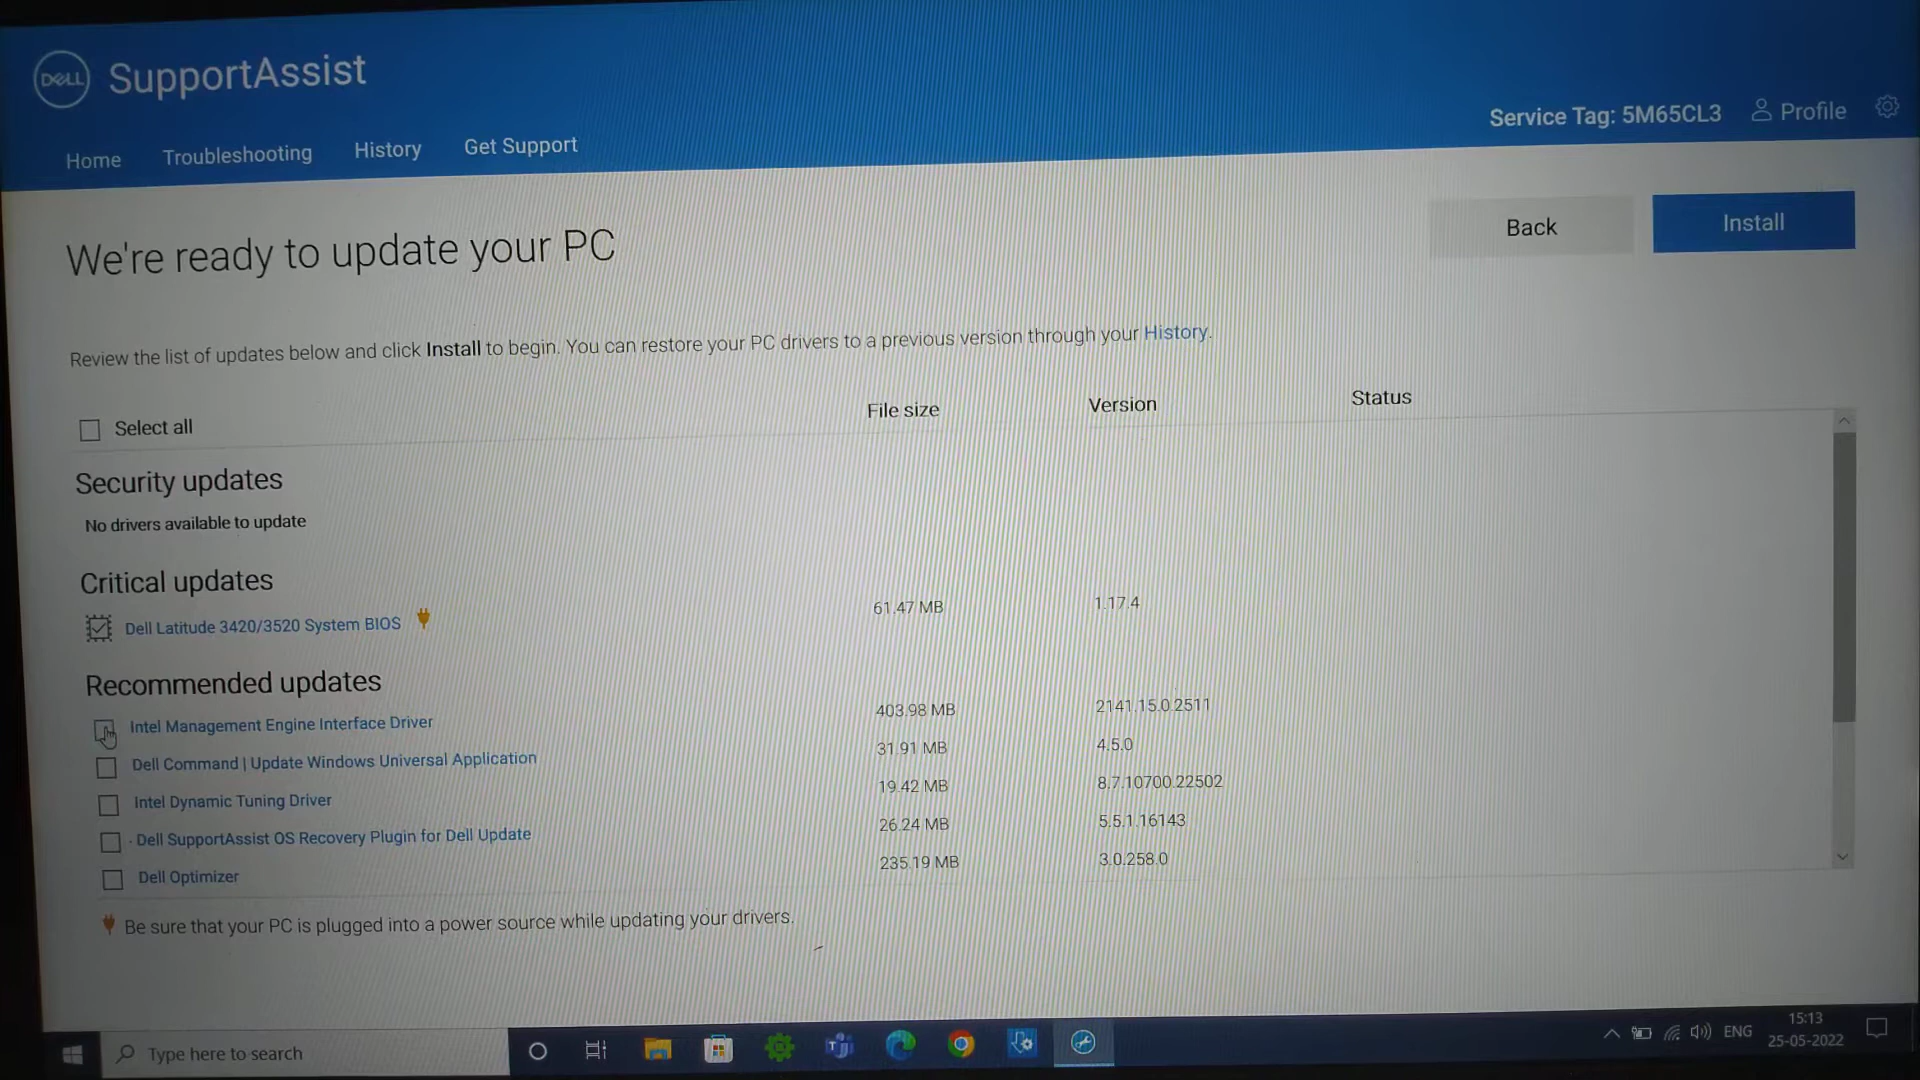 DELL SupportAssist
Service Tag: 5M65CL3 Profile
Home Troubleshooting History Get Support
We're ready to update your PC
Back Install
Review the list of updates below and click Install to begin. You can restore your PC drivers to a previous version through your History.
Select all File size Version Status
Security updates
No drivers available to update
Critical updates
Dell Latitude 3420/3520 System BIOS 61.47 MB 1.17.4
Recommended updates
Intel Management Engine Interface Driver 403.98 MB 2141.15.0.2511
Dell Command | Update Windows Universal Application 31.91 MB 4.5.0
Intel Dynamic Tuning Driver 19.42 MB 8.7.10700.22502
Dell SupportAssist OS Recovery Plugin for Dell Update 26.24 MB 5.5.1.16143
Dell Optimizer 235.19 MB 3.0.258.0
Be sure that your PC is plugged into a power source while updating your drivers.
Type here to search
ENG
15:13
25-05-2022